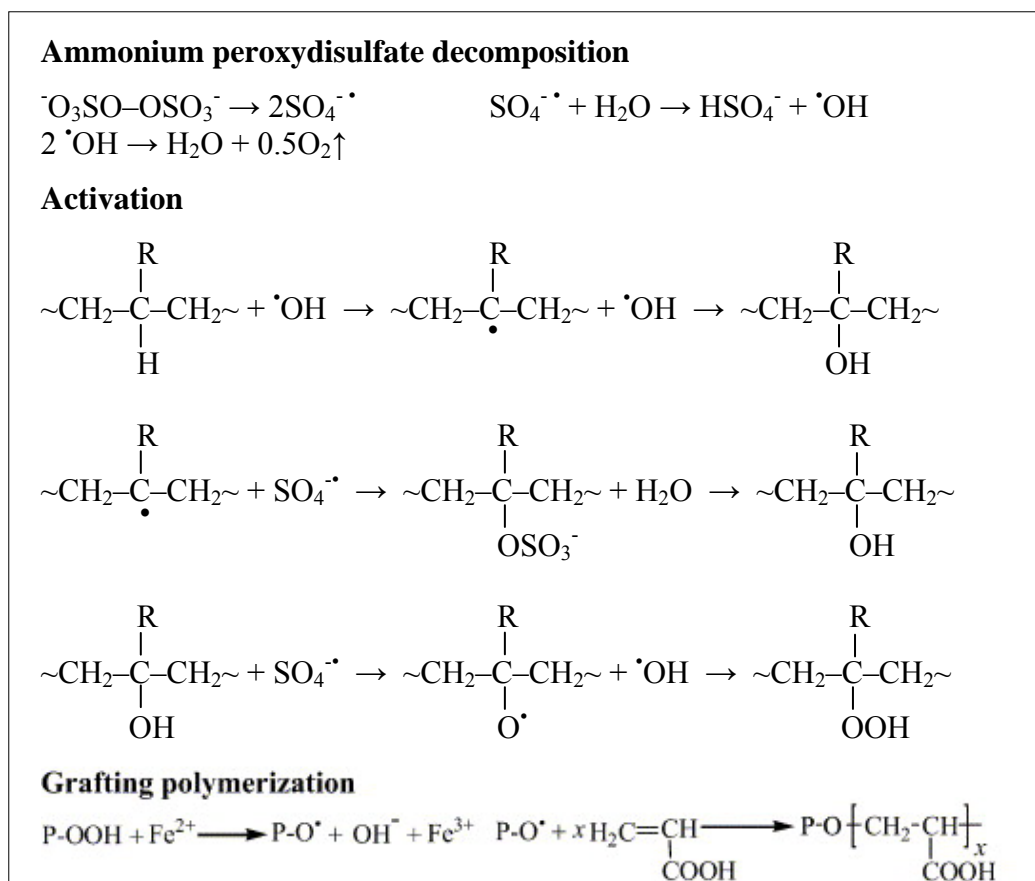 Ammonium peroxydisulfate decomposition
⁻O₃SO–OSO₃⁻ → 2SO₄⁻• SO₄⁻• + H₂O → HSO₄⁻ + •OH
2 •OH → H₂O + 0.5O₂↑
Activation
R R R
~CH₂–C–CH₂~ + •OH → ~CH₂–C–CH₂~ + •OH → ~CH₂–C–CH₂~
H • OH
R R R
~CH₂–C–CH₂~ + SO₄⁻• → ~CH₂–C–CH₂~ + H₂O → ~CH₂–C–CH₂~
• OSO₃⁻ OH
R R R
~CH₂–C–CH₂~ + SO₄⁻• → ~CH₂–C–CH₂~ + •OH → ~CH₂–C–CH₂~
OH O• OOH
Grafting polymerization
P-OOH + Fe²⁺ → P-O• + OH⁻ + Fe³⁺ P-O• + xH₂C=CH → P-O-[CH₂-CH]x
COOH COOH